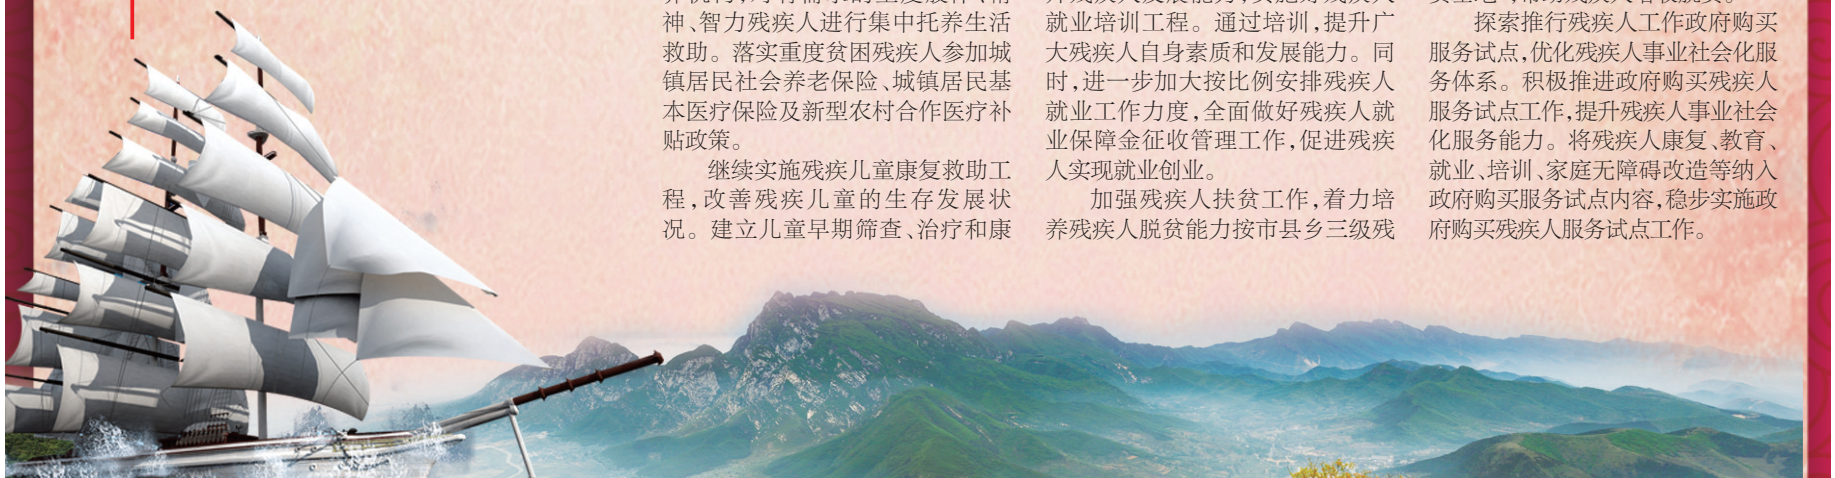 神、智力残疾人进行集中托养生活
救助。落实重度贫困残疾人参加城
镇居民社会养老保险、城镇居民基
本医疗保险及新型农村合作医疗补
贴政策。
继续实施残疾儿童康复救助工
程,改善残疾儿童的生存发展状
况。建立儿童早期筛查、治疗和康
就业培训工程。通过培训,提升广
大残疾人自身素质和发展能力。同
时,进一步加大按比例安排残疾人
就业工作力度,全面做好残疾人就
业保障金征收管理工作,促进残疾
人实现就业创业。
加强残疾人扶贫工作,着力培
养残疾人脱贫能力按市县乡三级残
探索推行残疾人工作政府购买
服务试点,优化残疾人事业社会化服
务体系。积极推进政府购买残疾人
服务试点工作,提升残疾人事业社会
化服务能力。将残疾人康复、教育、
就业、培训、家庭无障碍改造等纳入
政府购买服务试点内容,稳步实施政
府购买残疾人服务试点工作。